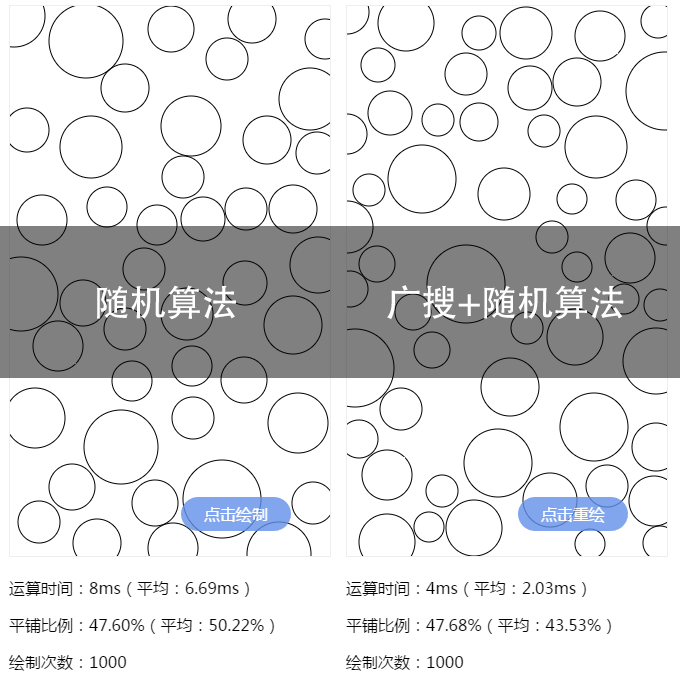 随机算法
点击绘制
运算时间：8ms（平均：6.69ms）
平铺比例：47.60%（平均：50.22%）
绘制次数：1000
广搜+随机算法
点击重绘
运算时间：4ms（平均：2.03ms）
平铺比例：47.68%（平均：43.53%）
绘制次数：1000